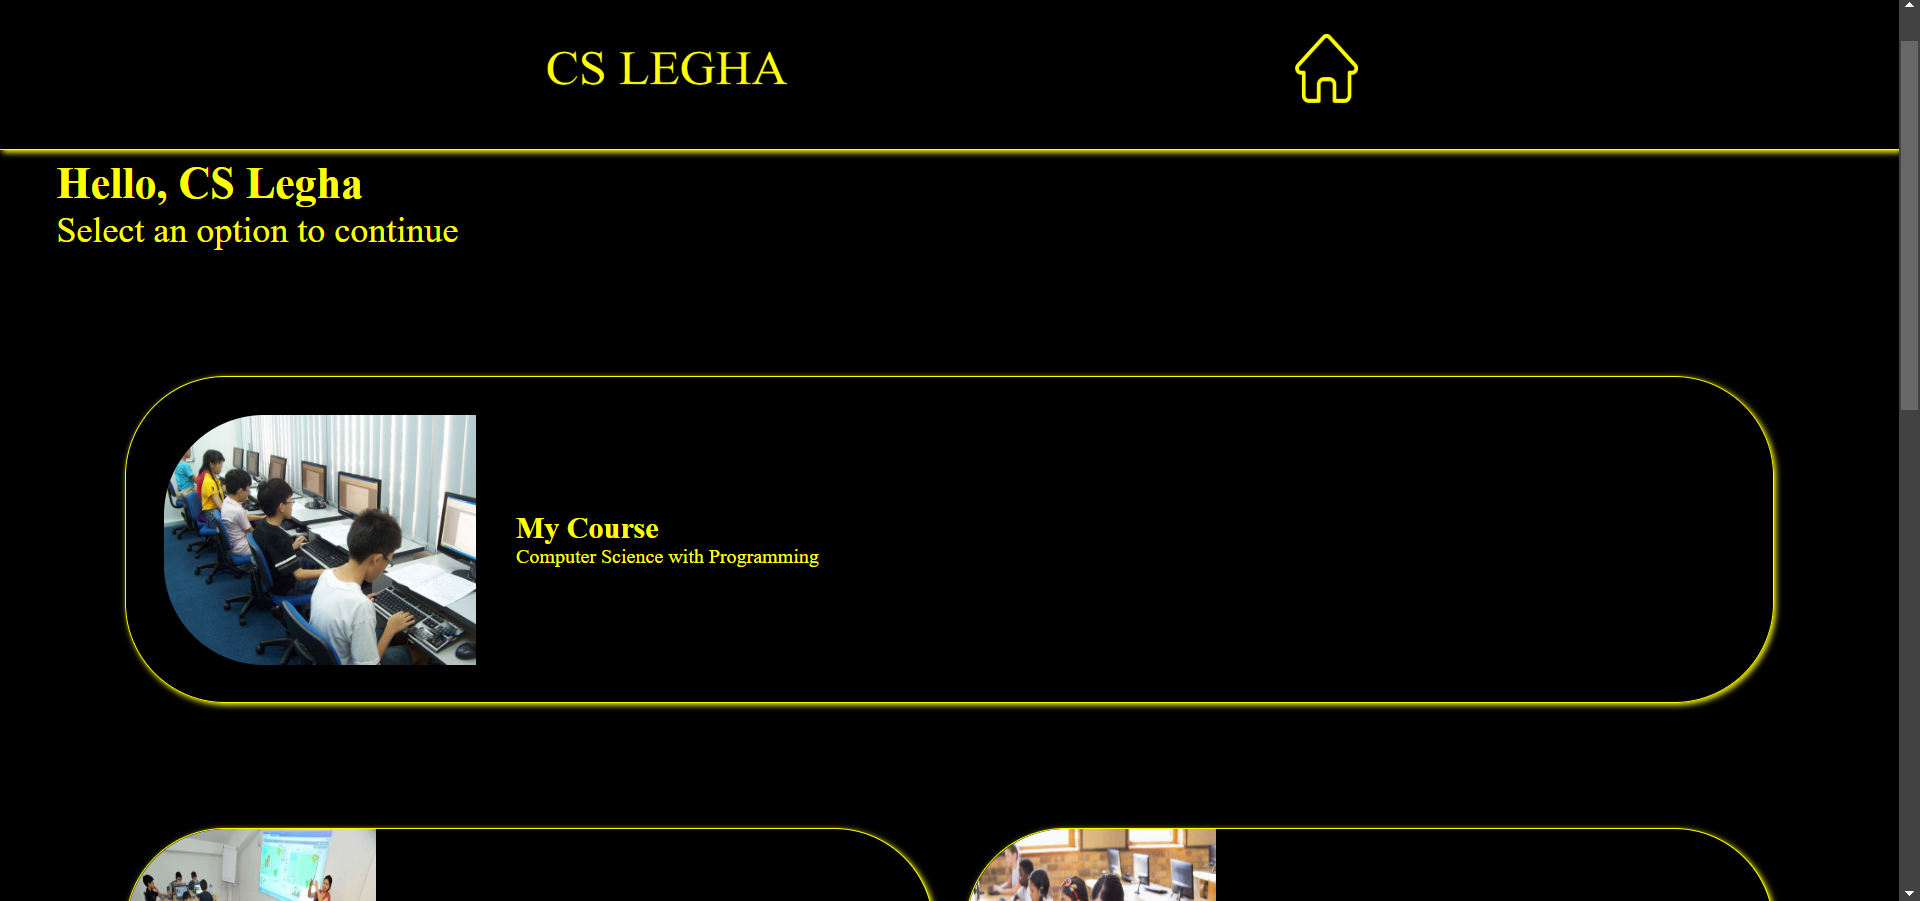 CS LEGHA
Hello, CS Legha
Select an option to continue
My Course
Computer Science with Programming